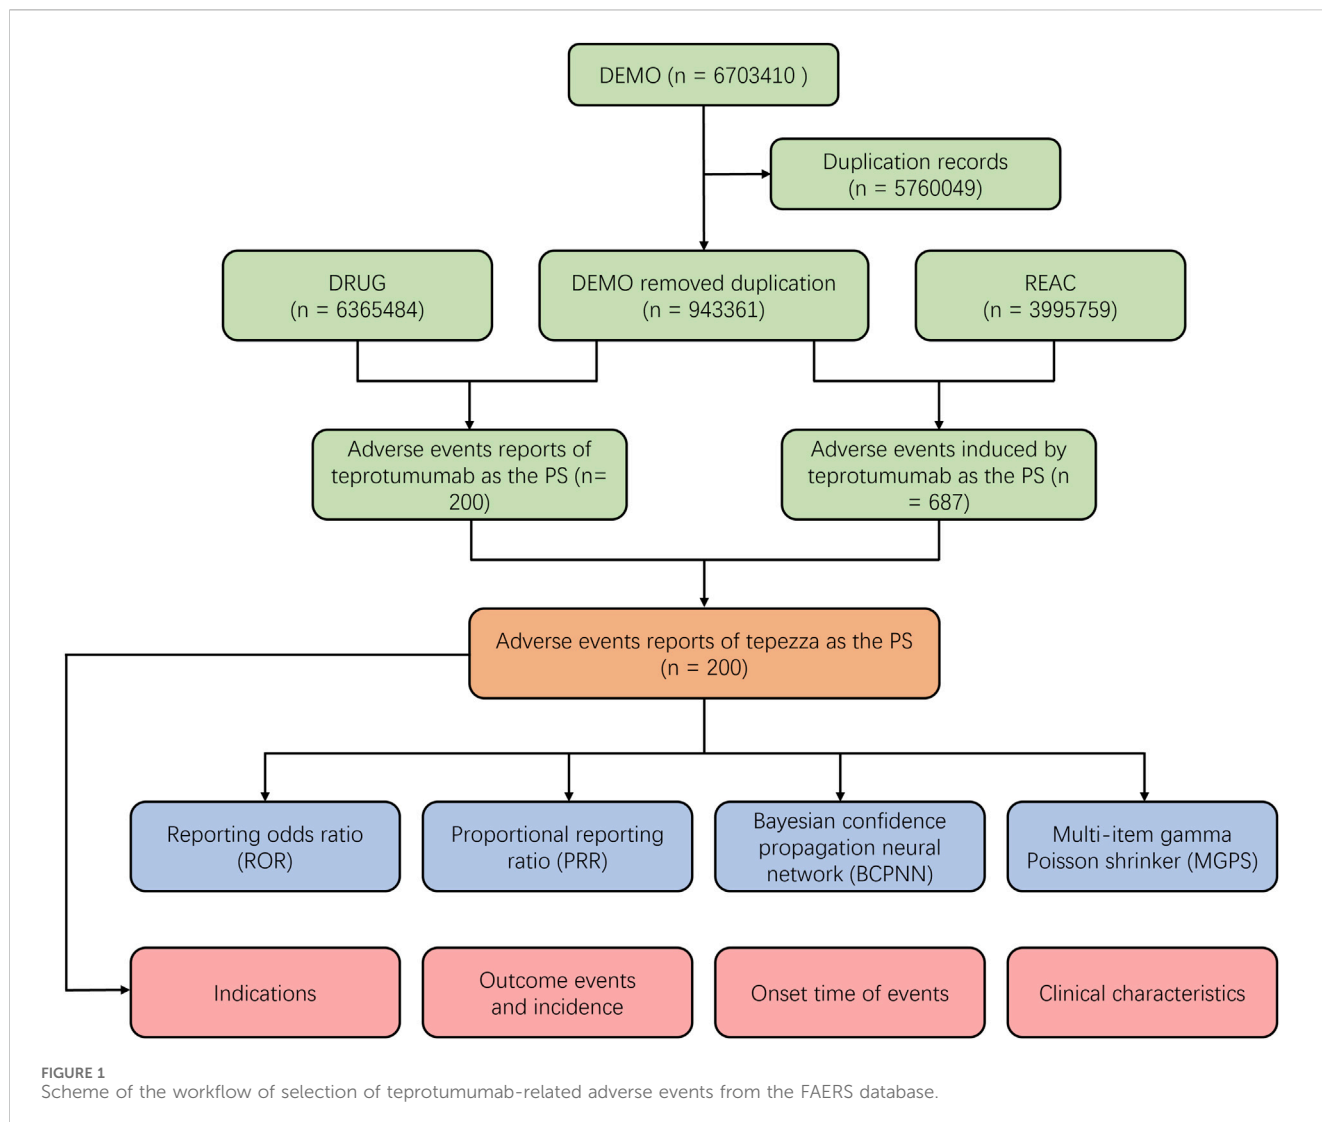 DEMO (n = 6703410 )
Duplication records
(n = 5760049)
DRUG
(n = 6365484)
DEMO removed duplication
(n = 943361)
REAC
(n = 3995759)
Adverse events reports of
teprotumumab as the PS (n=
200)
Adverse events induced by
teprotumumab as the PS (n
= 687)
Adverse events reports of tepezza as the PS
(n = 200)
Reporting odds ratio
(ROR)
Proportional reporting
ratio (PRR)
Bayesian confidence
propagation neural
network (BCPNN)
Multi-item gamma
Poisson shrinker (MGPS)
Indications
Outcome events
and incidence
Onset time of events
Clinical characteristics
FIGURE 1
Scheme of the workflow of selection of teprotumumab-related adverse events from the FAERS database.